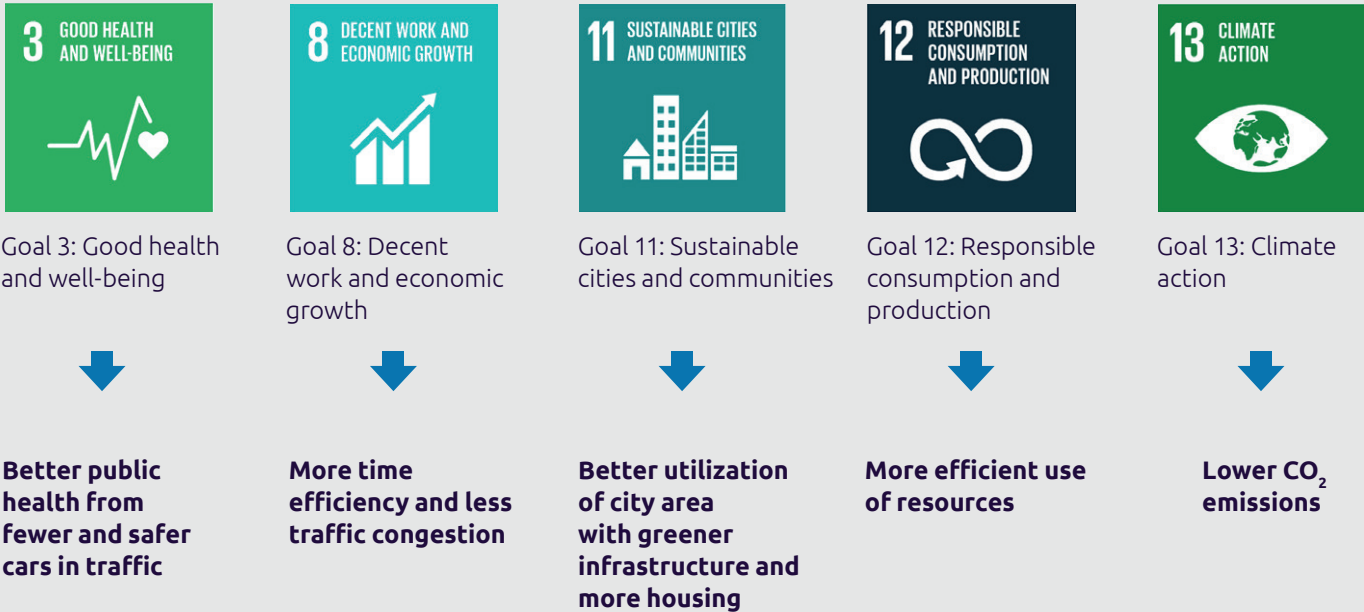 3 GOOD HEALTH
AND WELL-BEING
8 DECENT WORK AND
ECONOMIC GROWTH
11 SUSTAINABLE CITIES
AND COMMUNITIES
12 RESPONSIBLE
CONSUMPTION
AND PRODUCTION
13 CLIMATE
ACTION
Goal 3: Good health
and well-being
Goal 8: Decent
work and economic
growth
Goal 11: Sustainable
cities and communities
Goal 12: Responsible
consumption and
production
Goal 13: Climate
action
Better public
health from
fewer and safer
cars in traffic
More time
efficiency and less
traffic congestion
Better utilization
of city area
with greener
infrastructure and
more housing
More efficient use
of resources
Lower CO₂
emissions